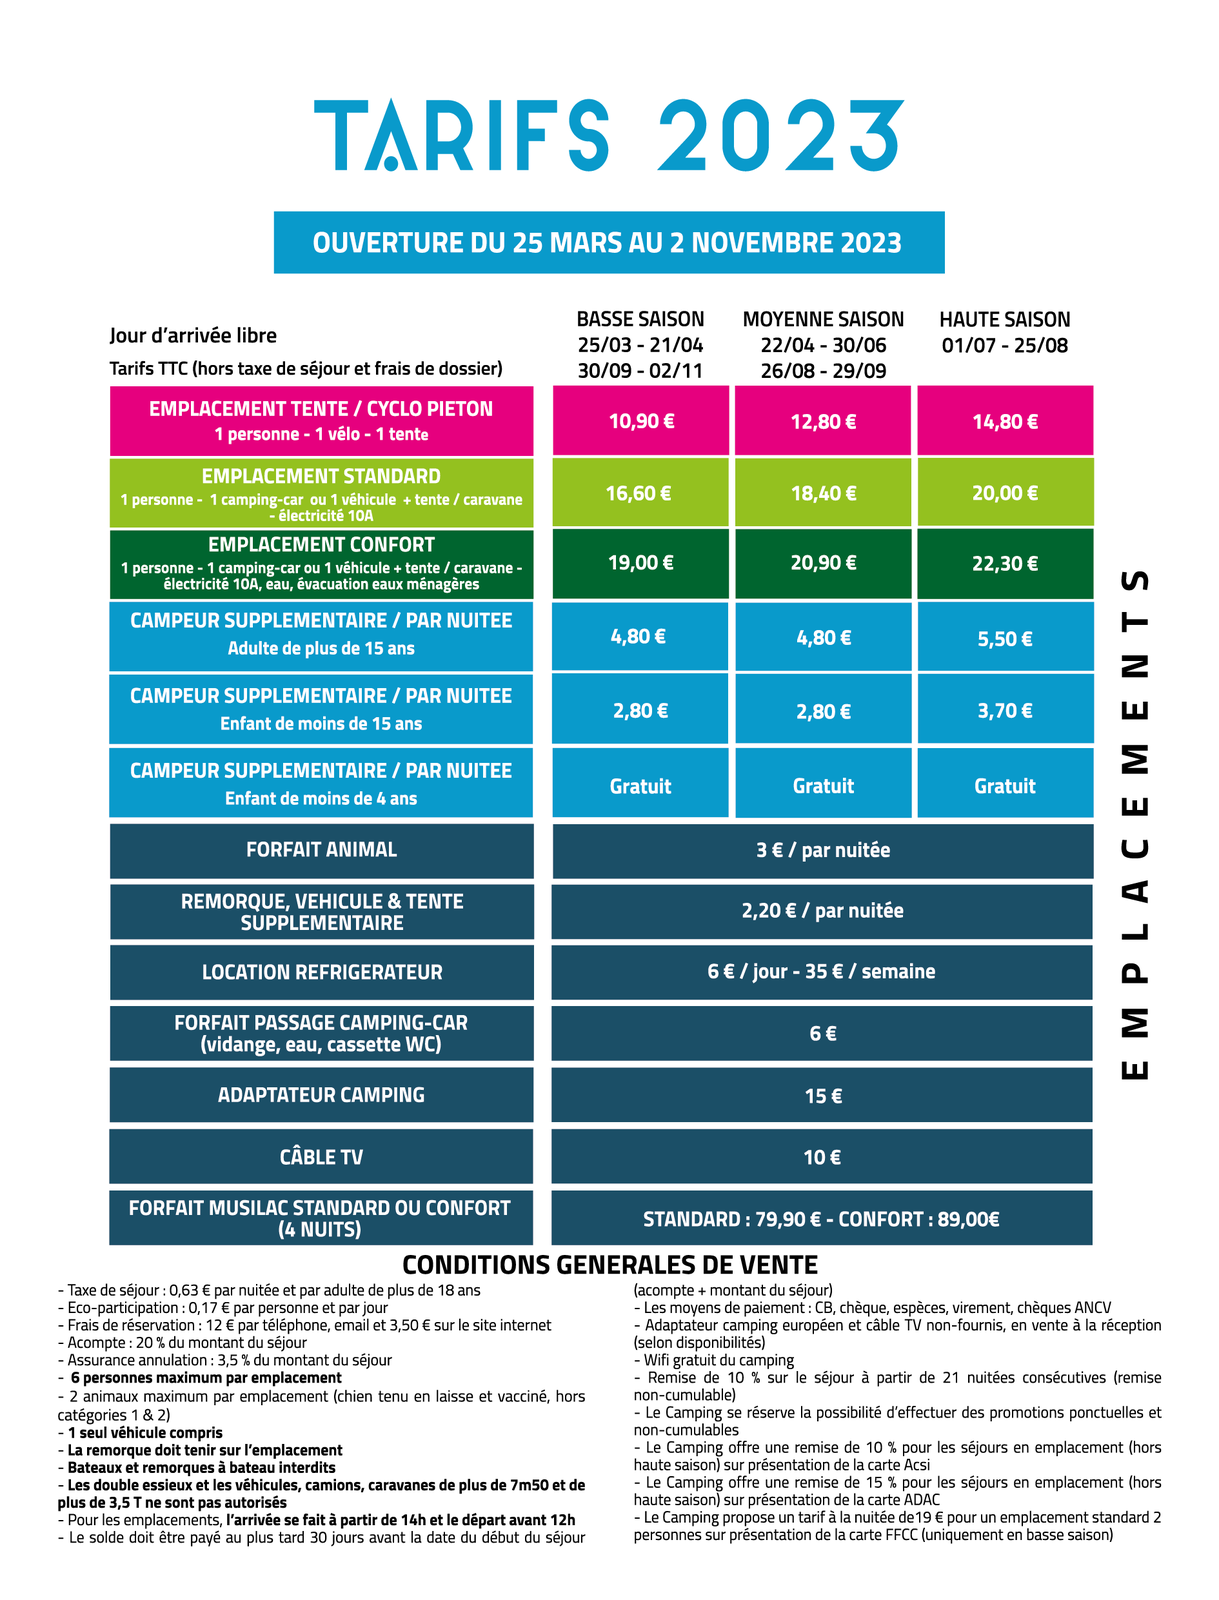 TARIFS 2023
OUVERTURE DU 25 MARS AU 2 NOVEMBRE 2023
Jour d’arrivée libre
Tarifs TTC (hors taxe de séjour et frais de dossier)
BASSE SAISON
25/03 - 21/04
30/09 - 02/11
MOYENNE SAISON
22/04 - 30/06
26/08 - 29/09
HAUTE SAISON
01/07 - 25/08
EMPLACEMENT TENTE / CYCLO PIETON
1 personne - 1 vélo - 1 tente
10,90 €
12,80 €
14,80 €
EMPLACEMENT STANDARD
1 personne - 1 camping-car ou 1 véhicule + tente / caravane
- électricité 10A
16,60 €
18,40 €
20,00 €
EMPLACEMENT CONFORT
1 personne - 1 camping-car ou 1 véhicule + tente / caravane -
électricité 10A, eau, évacuation eaux ménagères
19,00 €
20,90 €
22,30 €
CAMPEUR SUPPLEMENTAIRE / PAR NUITEE
Adulte de plus de 15 ans
4,80 €
4,80 €
5,50 €
CAMPEUR SUPPLEMENTAIRE / PAR NUITEE
Enfant de moins de 15 ans
2,80 €
2,80 €
3,70 €
CAMPEUR SUPPLEMENTAIRE / PAR NUITEE
Enfant de moins de 4 ans
Gratuit
Gratuit
Gratuit
FORFAIT ANIMAL
3 € / par nuitée
REMORQUE, VEHICULE & TENTE
SUPPLEMENTAIRE
2,20 € / par nuitée
LOCATION REFRIGERATEUR
6 € / jour - 35 € / semaine
FORFAIT PASSAGE CAMPING-CAR
(vidange, eau, cassette WC)
6 €
ADAPTATEUR CAMPING
15 €
CÂBLE TV
10 €
FORFAIT MUSILAC STANDARD OU CONFORT
(4 NUITS)
STANDARD : 79,90 € - CONFORT : 89,00€
EMPLACEMENTS
CONDITIONS GENERALES DE VENTE
- Taxe de séjour : 0,63 € par nuitée et par adulte de plus de 18 ans
- Eco-participation : 0,17 € par personne et par jour
- Frais de réservation : 12 € par téléphone, email et 3,50 € sur le site internet
- Acompte : 20 % du montant du séjour
- Assurance annulation : 3,5 % du montant du séjour
- 6 personnes maximum par emplacement
- 2 animaux maximum par emplacement (chien tenu en laisse et vacciné, hors
catégories 1 & 2)
- 1 seul véhicule compris
- La remorque doit tenir sur l’emplacement
- Bateaux et remorques à bateau interdits
- Les double essieux et les véhicules, camions, caravanes de plus de 7m50 et de
plus de 3,5 T ne sont pas autorisés
- Pour les emplacements, l’arrivée se fait à partir de 14h et le départ avant 12h
- Le solde doit être payé au plus tard 30 jours avant la date du début du séjour
(acompte + montant du séjour)
- Les moyens de paiement : CB, chèque, espèces, virement, chèques ANCV
- Adaptateur camping européen et câble TV non-fournis, en vente à la réception
(selon disponibilités)
- Wifi gratuit du camping
- Remise de 10 % sur le séjour à partir de 21 nuitées consécutives (remise
non-cumulable)
- Le Camping se réserve la possibilité d’effectuer des promotions ponctuelles et
non-cumulables
- Le Camping offre une remise de 10 % pour les séjours en emplacement (hors
haute saison) sur présentation de la carte Acsi
- Le Camping offre une remise de 15 % pour les séjours en emplacement (hors
haute saison) sur présentation de la carte ADAC
- Le Camping propose un tarif à la nuitée de19 € pour un emplacement standard 2
personnes sur présentation de la carte FFCC (uniquement en basse saison)